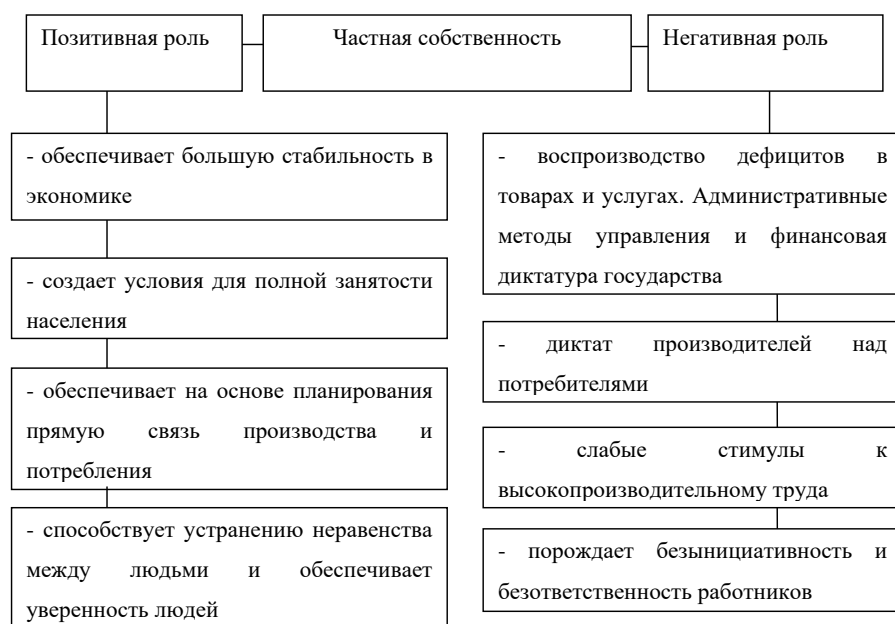 Позитивная роль
Частная собственность
Негативная роль
- обеспечивает большую стабильность в
экономике
- создает условия для полной занятости
населения
- обеспечивает на основе планирования
прямую связь производства и
потребления
- способствует устранению неравенства
между людьми и обеспечивает
уверенность людей
- воспроизводство дефицитов в
товарах и услугах. Административные
методы управления и финансовая
диктатура государства
- диктат производителей над
потребителями
- слабые стимулы к
высокопроизводительному труда
- порождает безынициативность и
безответственность работников